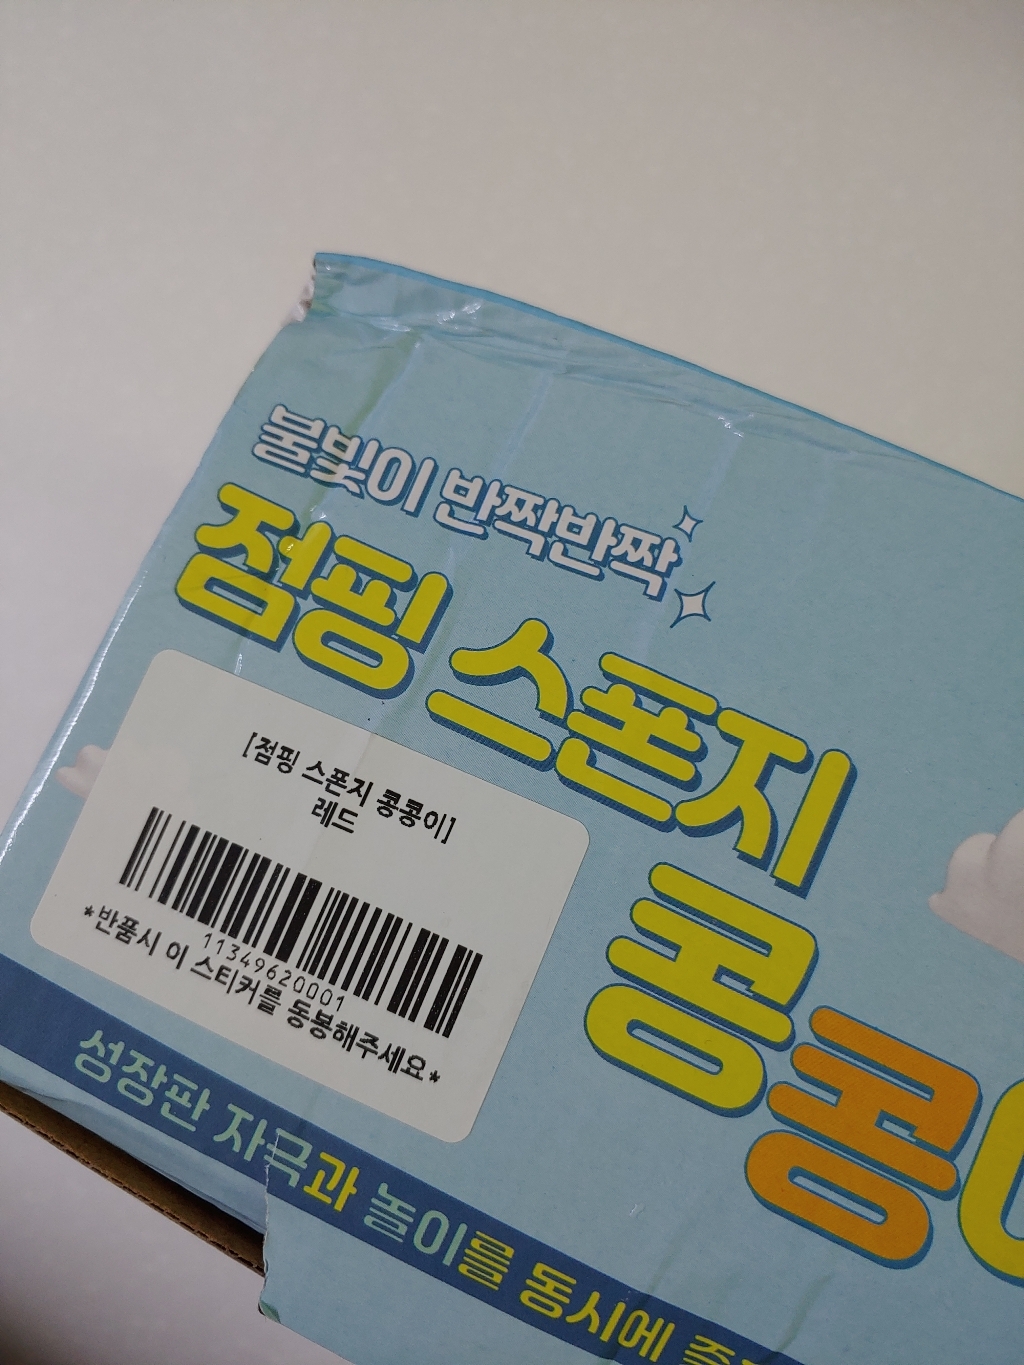 불빛이 반짝반짝
점핑 스폰지
콩콩
[점핑 스폰지 콩콩이]
레드
11349620001
*반품시 이 스티커를 동봉해주세요*
성장판 자극과 놀이를 동시에